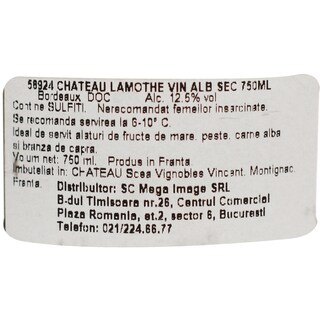 58924 CHATEAU LAMOTHE VIN ALB SEC 750ML
Bordeaux DOC Alc. 12.5% vol
Contine SULFITI. Nerecomandat femeilor insarcinate.
Se recomanda servirea la 6-10° C.
Ideal de servit alaturi de fructe de mare, peste, carne alba
si branza de capra.
Volum net: 750 ml. Produs in Franta.
Imbuteliat in: CHATEAU Scea Vignobles Vincent, Montignac,
Franta.
Distribuitor: SC Mega Image SRL
B-dul Timisoara nr.26, Centrul Comercial
Plaza Romania, et.2, sector 6, Bucuresti
Telefon: 021/224.66.77